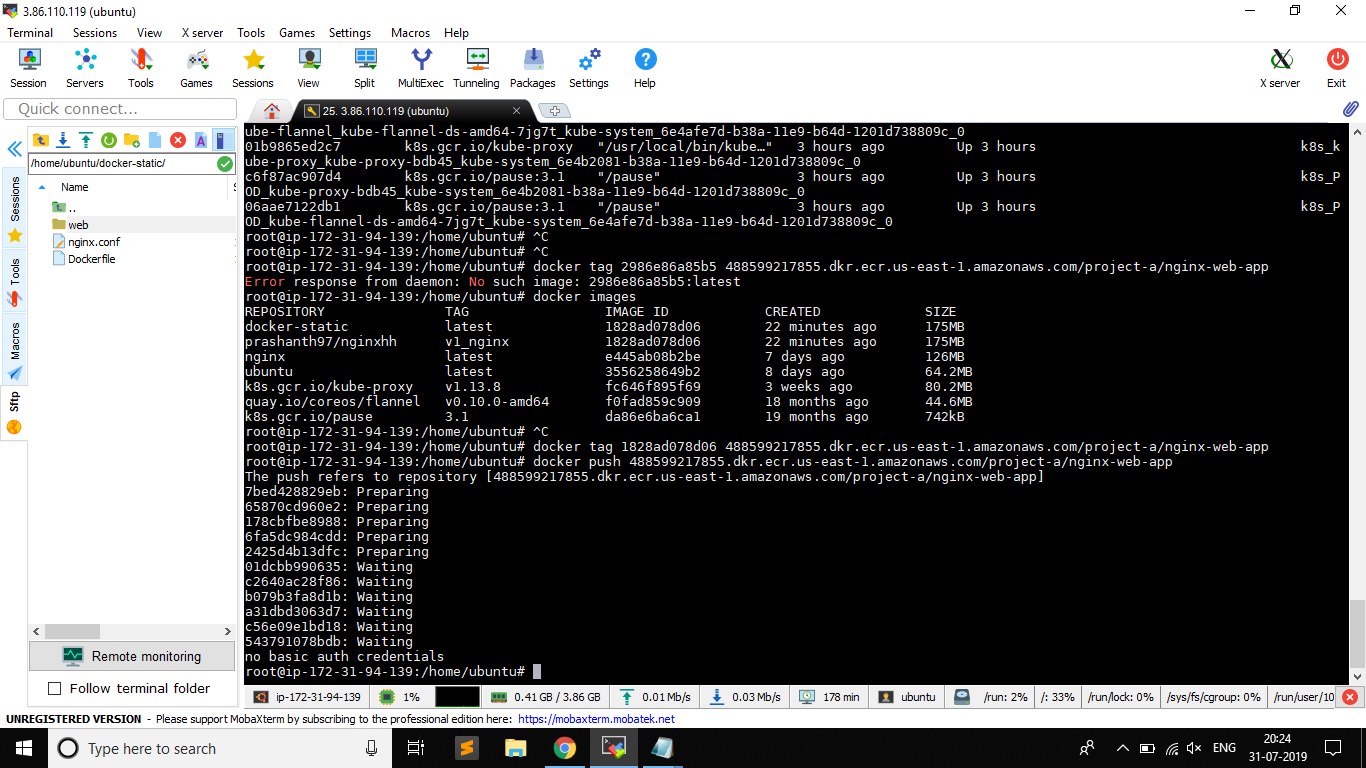 3.86.110.119 (ubuntu)
Terminal Sessions View X server Tools Games Settings Macros Help
Session Servers Tools Games Sessions View Split MultiExec Tunneling Packages Settings Help X server Exit
Quick connect...
25. 3.86.110.119 (ubuntu)
/home/ubuntu/docker-static/
Name S
..
web
nginx.conf
Dockerfile
Sessions
Tools
Macros
Sftp
Remote monitoring
Follow terminal folder
ube-flannel_kube-flannel-ds-amd64-7jg7t_kube-system_6e4afe7d-b38a-11e9-b64d-1201d738809c_0
01b9865ed2c7 k8s.gcr.io/kube-proxy "/usr/local/bin/kube…" 3 hours ago Up 3 hours k8s_k
ube-proxy_kube-proxy-bdb45_kube-system_6e4b2081-b38a-11e9-b64d-1201d738809c_0
c6f87ac907d4 k8s.gcr.io/pause:3.1 "/pause" 3 hours ago Up 3 hours k8s_P
OD_kube-proxy-bdb45_kube-system_6e4b2081-b38a-11e9-b64d-1201d738809c_0
06aae7122db1 k8s.gcr.io/pause:3.1 "/pause" 3 hours ago Up 3 hours k8s_P
OD_kube-flannel-ds-amd64-7jg7t_kube-system_6e4afe7d-b38a-11e9-b64d-1201d738809c_0
root@ip-172-31-94-139:/home/ubuntu# ^C
root@ip-172-31-94-139:/home/ubuntu# ^C
root@ip-172-31-94-139:/home/ubuntu# docker tag 2986e86a85b5 488599217855.dkr.ecr.us-east-1.amazonaws.com/project-a/nginx-web-app
Error response from daemon: No such image: 2986e86a85b5:latest
root@ip-172-31-94-139:/home/ubuntu# docker images
REPOSITORY TAG IMAGE ID CREATED SIZE
docker-static latest 1828ad078d06 22 minutes ago 175MB
prashanth97/nginxhh v1_nginx 1828ad078d06 22 minutes ago 175MB
nginx latest e445ab08b2be 7 days ago 126MB
ubuntu latest 3556258649b2 8 days ago 64.2MB
k8s.gcr.io/kube-proxy v1.13.8 fc646f895f69 3 weeks ago 80.2MB
quay.io/coreos/flannel v0.10.0-amd64 f0fad859c909 18 months ago 44.6MB
k8s.gcr.io/pause 3.1 da86e6ba6ca1 19 months ago 742kB
root@ip-172-31-94-139:/home/ubuntu# ^C
root@ip-172-31-94-139:/home/ubuntu# docker tag 1828ad078d06 488599217855.dkr.ecr.us-east-1.amazonaws.com/project-a/nginx-web-app
root@ip-172-31-94-139:/home/ubuntu# docker push 488599217855.dkr.ecr.us-east-1.amazonaws.com/project-a/nginx-web-app
The push refers to repository [488599217855.dkr.ecr.us-east-1.amazonaws.com/project-a/nginx-web-app]
7bed428829eb: Preparing
65870cd960e2: Preparing
178cbfbe8988: Preparing
6fa5dc984cdd: Preparing
2425d4b13dfc: Preparing
01dcbb990635: Waiting
c2640ac28f86: Waiting
b079b3fa8d1b: Waiting
a31dbd3063d7: Waiting
c56e09e1bd18: Waiting
543791078bdb: Waiting
no basic auth credentials
root@ip-172-31-94-139:/home/ubuntu#
ip-172-31-94-139 1% 0.41 GB / 3.86 GB 0.01 Mb/s 0.03 Mb/s 178 min ubuntu /run: 2% /: 33% /run/lock: 0% /sys/fs/cgroup: 0% /run/user/10
UNREGISTERED VERSION - Please support MobaXterm by subscribing to the professional edition here: https://mobaxterm.mobatek.net
Type here to search
ENG
20:24
31-07-2019